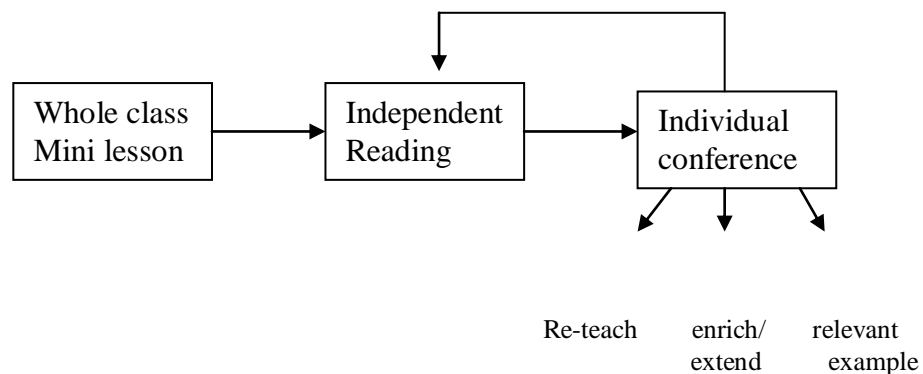 Whole class
Mini lesson
Independent
Reading
Individual
conference
Re-teach
enrich/
extend
relevant
example